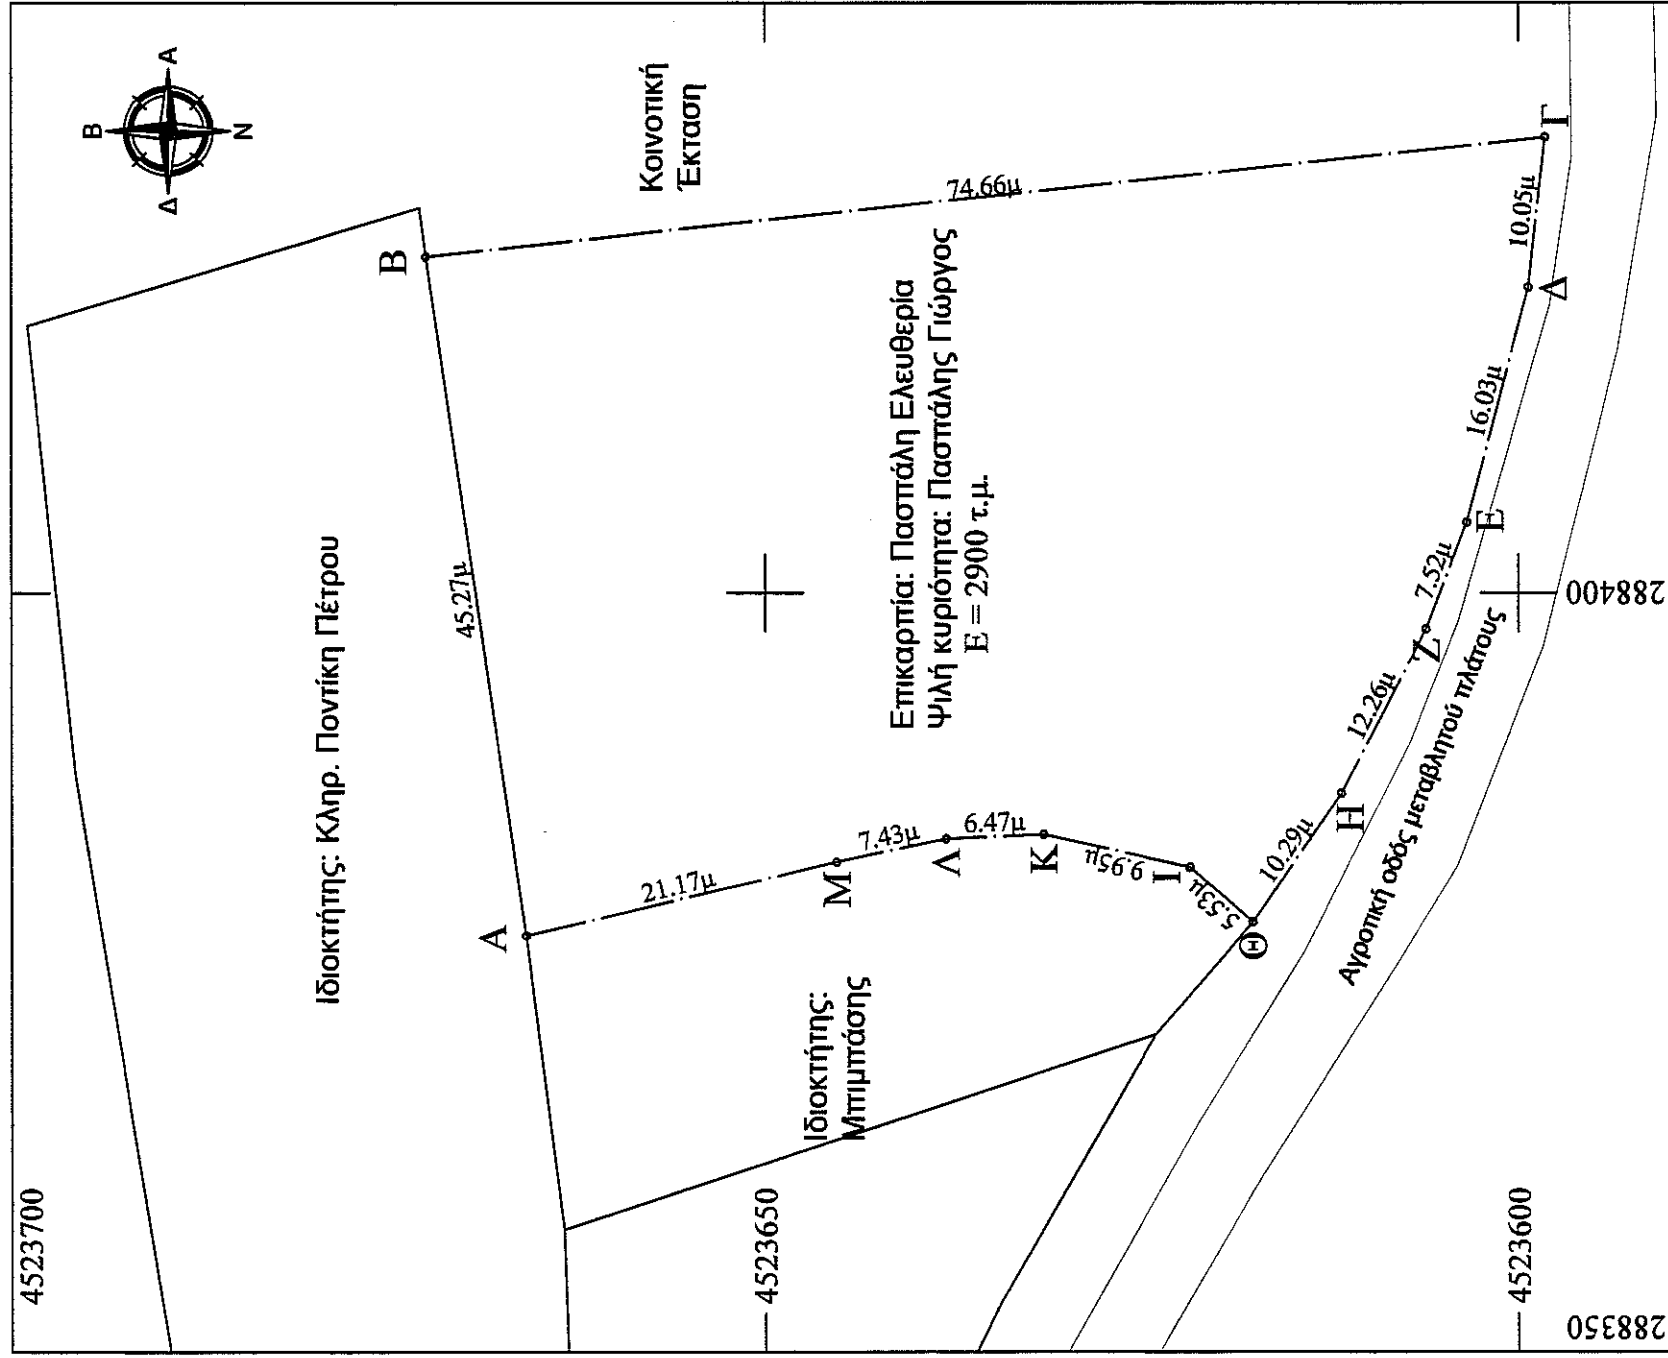 Β
Α
Δ
Ν
Κοινοτική
Έκταση
Ιδιοκτήτης: Κληρ. Ποντίκη Πέτρου
Β
45.27μ
74.66μ
Α
21.17μ
Μ
7.43μ
Λ
6.47μ
Κ
9.95μ
Ι
5.53μ
Θ
10.29μ
Η
12.26μ
Ζ
7.52μ
Ε
16.03μ
Δ
10.05μ
Γ
Επικαρπία: Πασπάλη Ελευθερία
Ψιλή κυριότητα: Πασπάλης Γιώργος
Ε = 2900 τ.μ.
Ιδιοκτήτης:
Μπιμπάσης
Αγροτική οδός μεταβλητού πλάτους
4523700
4523650
4523600
288400
288350